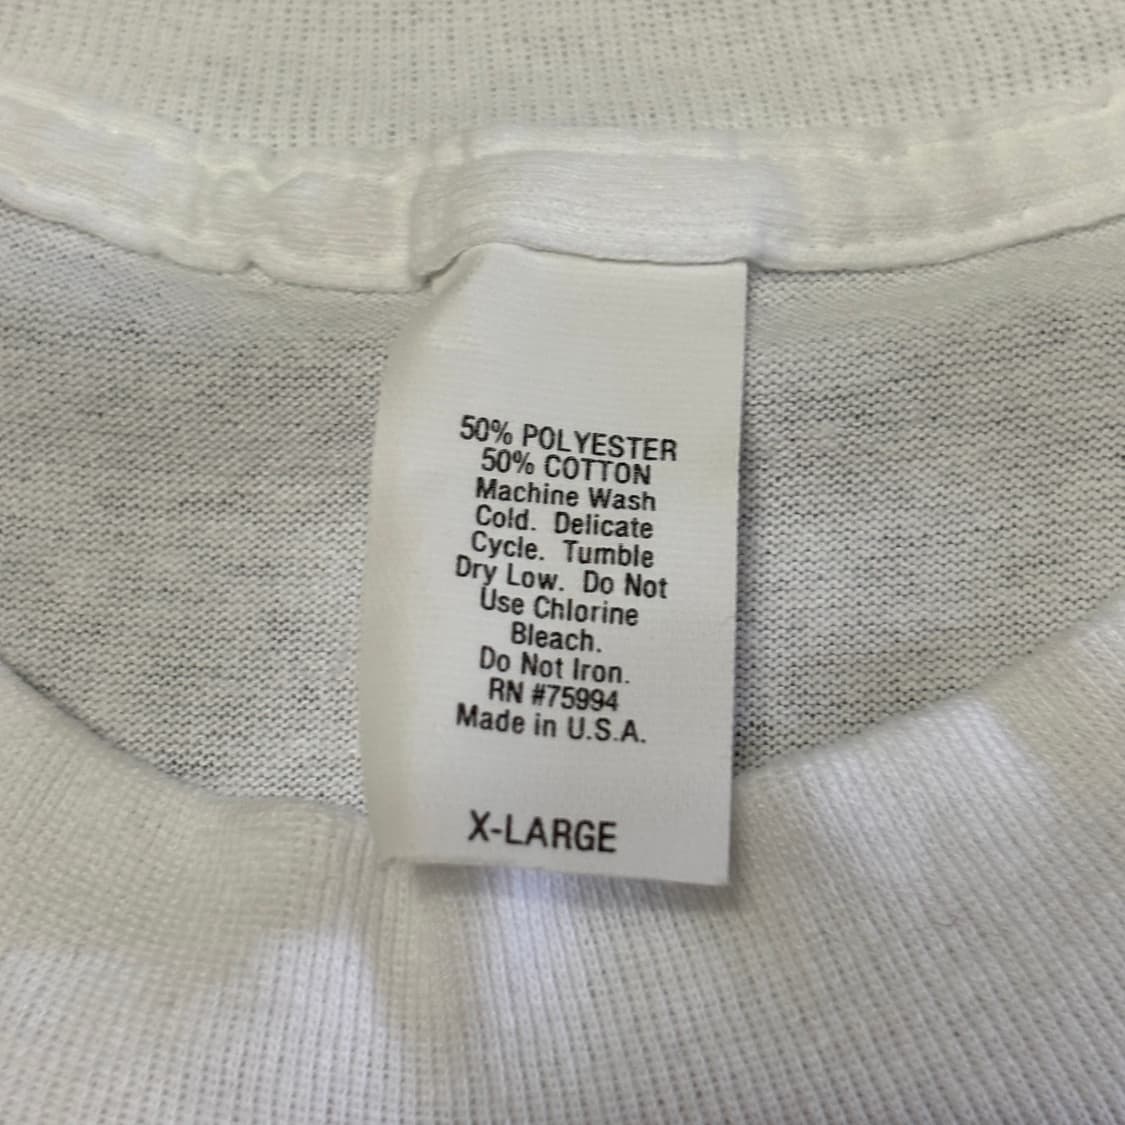 50% POLYESTER
50% COTTON
Machine Wash
Cold. Delicate
Cycle. Tumble
Dry Low. Do Not
Use Chlorine
Bleach.
Do Not Iron.
RN #75994
Made in U.S.A.
X-LARGE